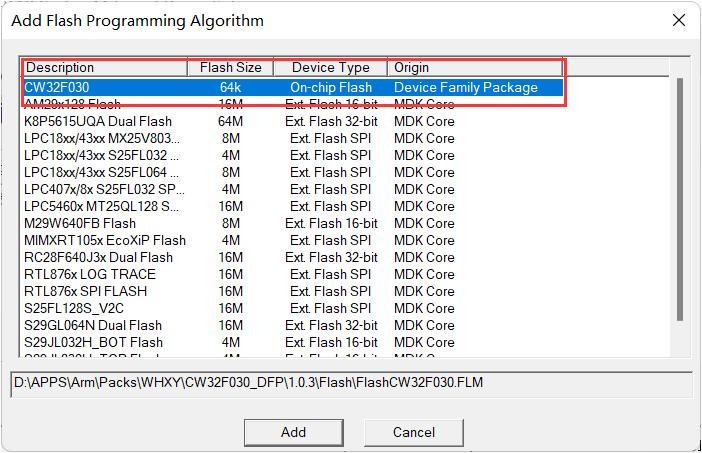 Add Flash Programming Algorithm
Description Flash Size Device Type Origin
CW32F030 64k On-chip Flash Device Family Package
AM29x128 Flash 16M Ext. Flash 16-bit MDK Core
K8P5615UQA Dual Flash 64M Ext. Flash 32-bit MDK Core
LPC18xx/43xx MX25V803... 8M Ext. Flash SPI MDK Core
LPC18xx/43xx S25FL032 ... 4M Ext. Flash SPI MDK Core
LPC18xx/43xx S25FL064 ... 8M Ext. Flash SPI MDK Core
LPC407x/8x S25FL032 SP... 4M Ext. Flash SPI MDK Core
LPC5460x MT25QL128 S... 16M Ext. Flash SPI MDK Core
M29W640FB Flash 8M Ext. Flash 16-bit MDK Core
MIMXRT105x EcoXiP Flash 4M Ext. Flash SPI MDK Core
RC28F640J3x Dual Flash 16M Ext. Flash 32-bit MDK Core
RTL876x LOG TRACE 16M Ext. Flash SPI MDK Core
RTL876x SPI FLASH 16M Ext. Flash SPI MDK Core
S25FL128S_V2C 16M Ext. Flash SPI MDK Core
S29GL064N Dual Flash 16M Ext. Flash 32-bit MDK Core
S29JL032H_BOT Flash 4M Ext. Flash 16-bit MDK Core
S29JL032H_TOP Flash 4M Ext. Flash 16-bit MDK Core
D:\APPS\Arm\Packs\WHXY\CW32F030_DFP\1.0.3\Flash\FlashCW32F030.FLM
Add Cancel